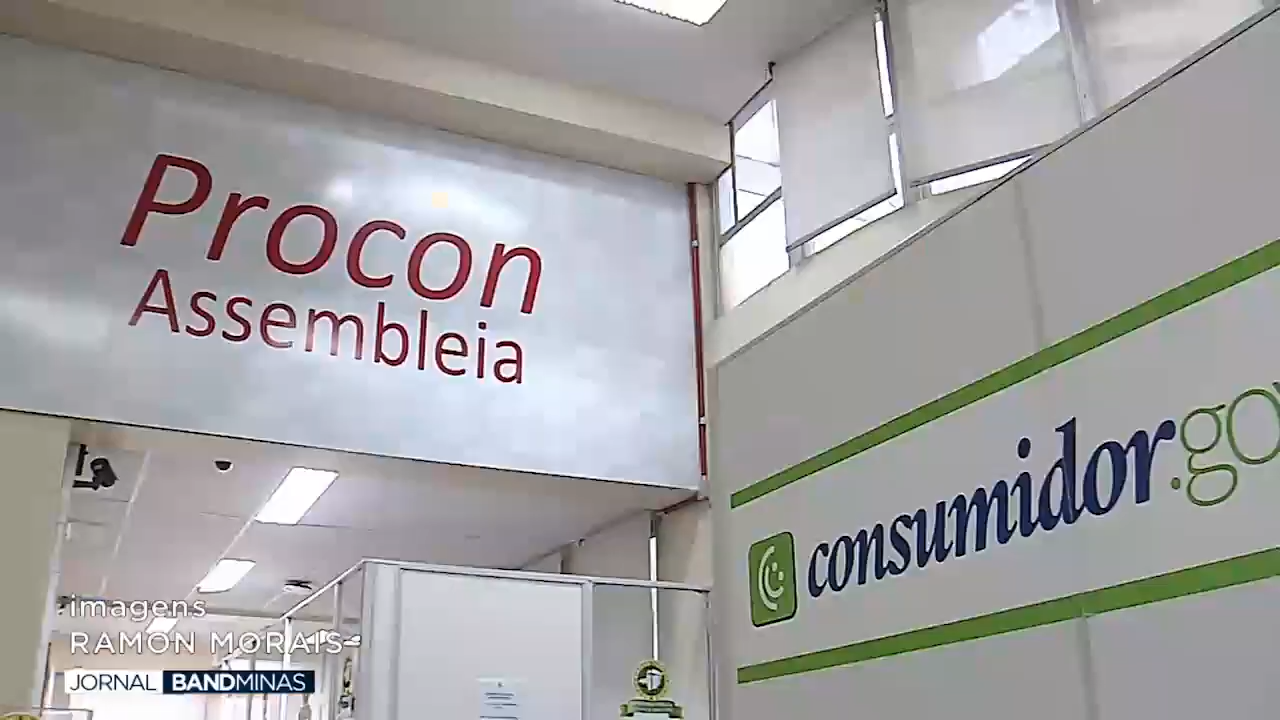 Procon
Assembleia
consumidor.go
imagens
RAMON MORAIS
JORNAL BANDMINAS